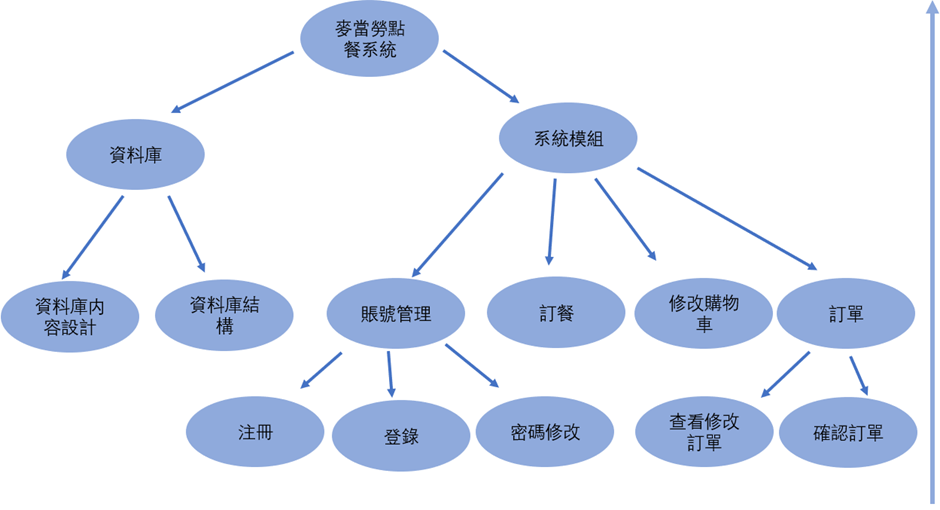 麥當勞點
餐系統
資料庫
系統模組
資料庫内
容設計
資料庫結
構
賬號管理
訂餐
修改購物
車
訂單
注冊
登錄
密碼修改
查看修改
訂單
確認訂單